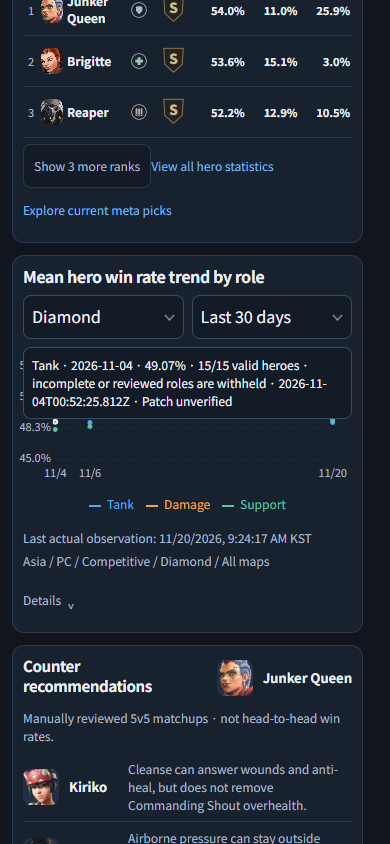 Junker
Queen
1
S
54.0% 11.0% 25.9%
2 Brigitte S 53.6% 15.1% 3.0%
3 Reaper S 52.2% 12.9% 10.5%
Show 3 more ranks View all hero statistics
Explore current meta picks
Mean hero win rate trend by role
Diamond Last 30 days
Tank · 2026-11-04 · 49.07% · 15/15 valid heroes ·
incomplete or reviewed roles are withheld · 2026-11-
04T00:52:25.812Z · Patch unverified
48.3%
45.0%
11/4 11/6 11/20
Tank Damage Support
Last actual observation: 11/20/2026, 9:24:17 AM KST
Asia / PC / Competitive / Diamond / All maps
Details
Counter
recommendations
Junker Queen
Manually reviewed 5v5 matchups · not head-to-head win
rates.
Kiriko
Cleanse can answer wounds and anti-
heal, but does not remove
Commanding Shout overhealth.
Airborne pressure can stay outside